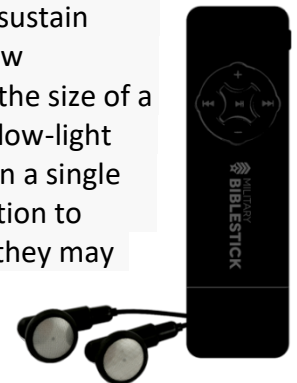 sustain
the size of a
low-light
n a single
tion to
they may
MILITARY
BIBLESTICK